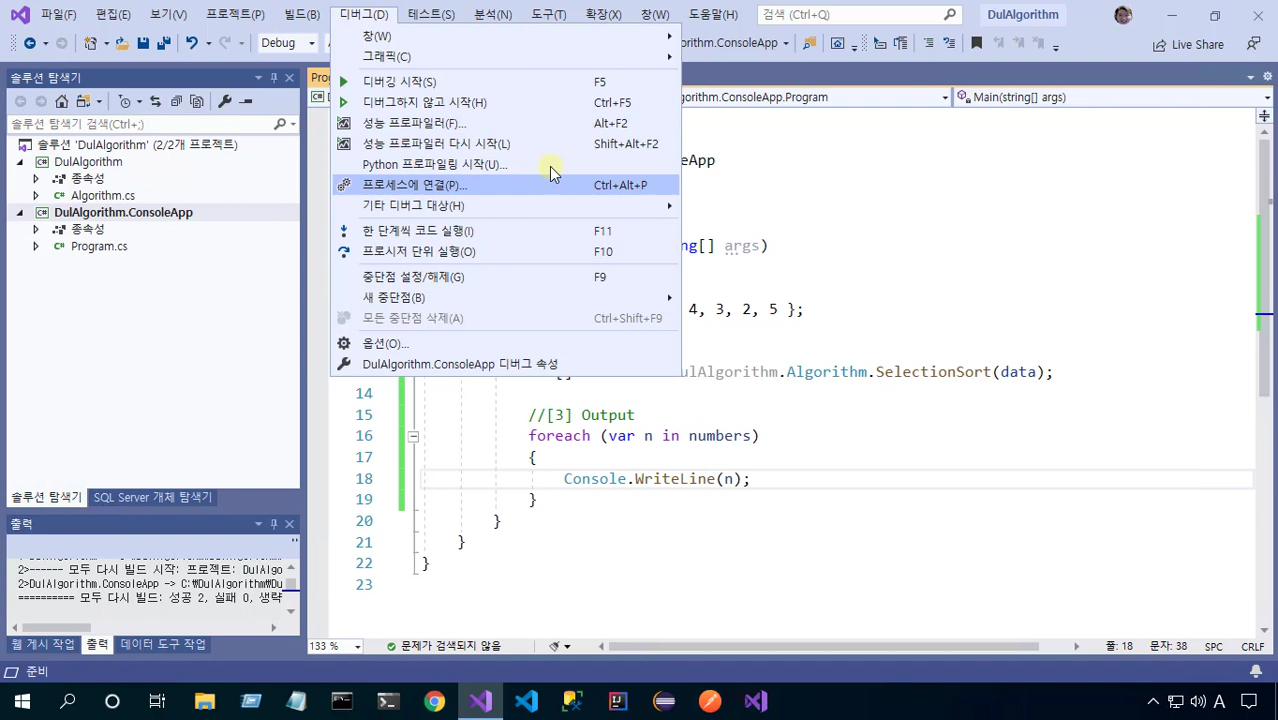 파일(F) 편집(E) 보기(V) 프로젝트(P) 빌드(B) 디버그(D) 테스트(S) 분석(N) 도구(T) 확장(X) 창(W) 도움말(H) 검색 (Ctrl+Q) DulAlgorithm
Debug
gorithm.ConsoleApp
Live Share
솔루션 탐색기
솔루션 탐색기 검색(Ctrl+;)
솔루션 'DulAlgorithm' (2/2개 프로젝트)
DulAlgorithm
종속성
Algorithm.cs
DulAlgorithm.ConsoleApp
종속성
Program.cs
솔루션 탐색기 SQL Server 개체 탐색기
출력
2>------ 모두 다시 빌드 시작: 프로젝트: DulAlgo
2>DulAlgorithm.ConsoleApp -> C:\DulAlgorithm\Du
========== 모두 다시 빌드: 성공 2, 실패 0, 생략
웹 게시 작업 출력 데이터 도구 작업
창(W)
그래픽(C)
디버깅 시작(S) F5
디버그하지 않고 시작(H) Ctrl+F5
성능 프로파일러(F)... Alt+F2
성능 프로파일러 다시 시작(L) Shift+Alt+F2
Python 프로파일링 시작(U)...
프로세스에 연결(P)... Ctrl+Alt+P
기타 디버그 대상(H)
한 단계씩 코드 실행(I) F11
프로시저 단위 실행(O) F10
중단점 설정/해제(G) F9
새 중단점(B)
모든 중단점 삭제(A) Ctrl+Shift+F9
옵션(O)...
DulAlgorithm.ConsoleApp 디버그 속성
Prog
gorithm.ConsoleApp.Program Main(string[] args)
eApp
ng[] args)
4, 3, 2, 5 };
ulAlgorithm.Algorithm.SelectionSort(data);
14
15 //[3] Output
16 foreach (var n in numbers)
17 {
18 Console.WriteLine(n);
19 }
20 }
21 }
22 }
23
133 % 문제가 검색되지 않음 줄: 18 문자: 38 SPC CRLF
준비
A